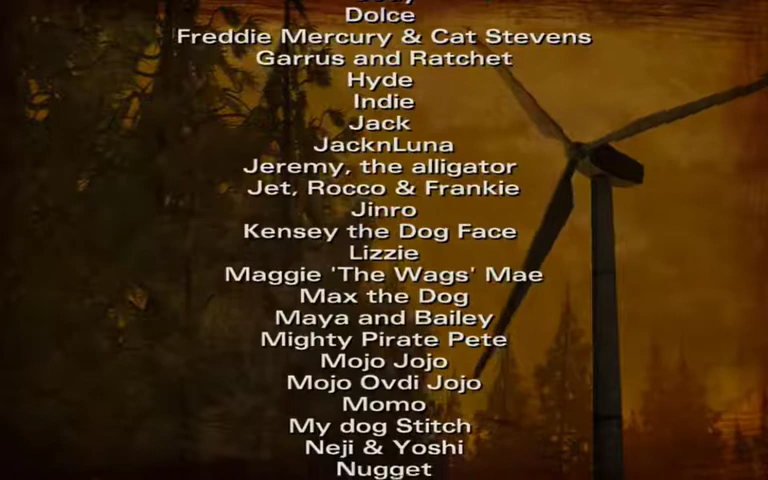 Dolce
Freddie Mercury & Cat Stevens
Garrus and Ratchet
Hyde
Indie
Jack
JacknLuna
Jeremy, the alligator
Jet, Rocco & Frankie
Jinro
Kensey the Dog Face
Lizzie
Maggie 'The Wags' Mae
Max the Dog
Maya and Bailey
Mighty Pirate Pete
Mojo Jojo
Mojo Ovdi Jojo
Momo
My dog Stitch
Neji & Yoshi
Nugget